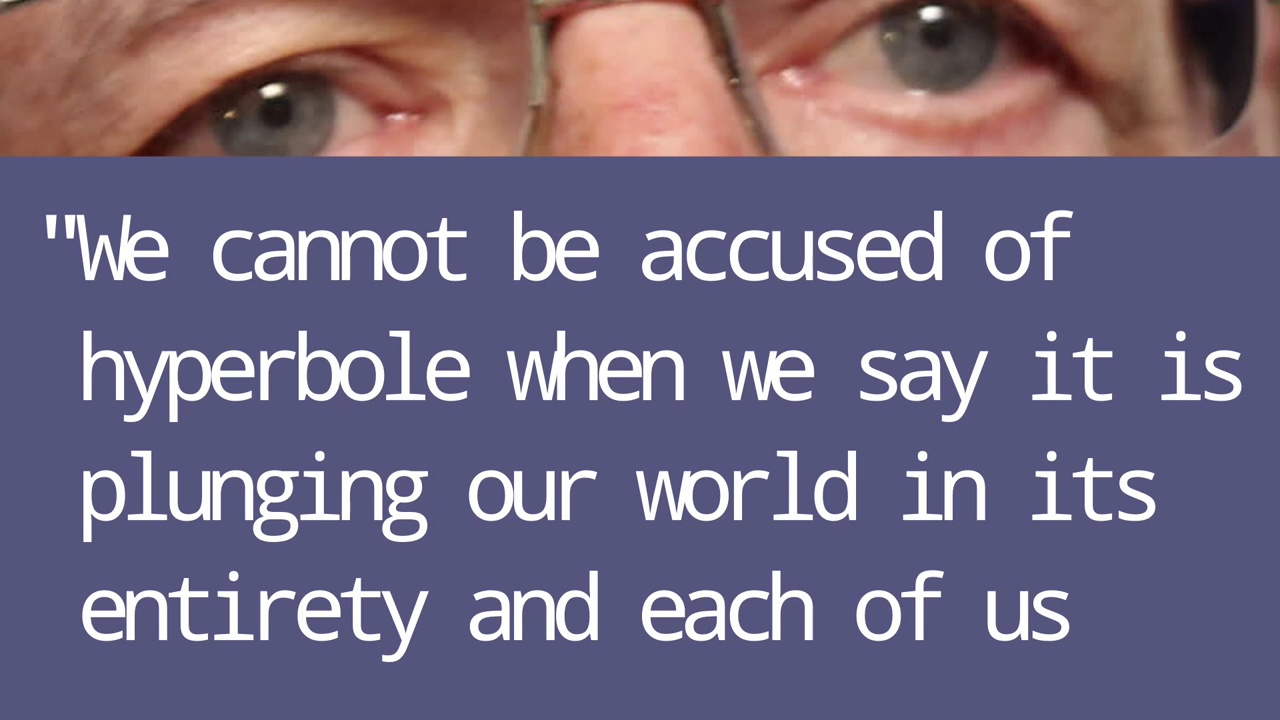 "We cannot be accused of
hyperbole when we say it is
plunging our world in its
entirety and each of us